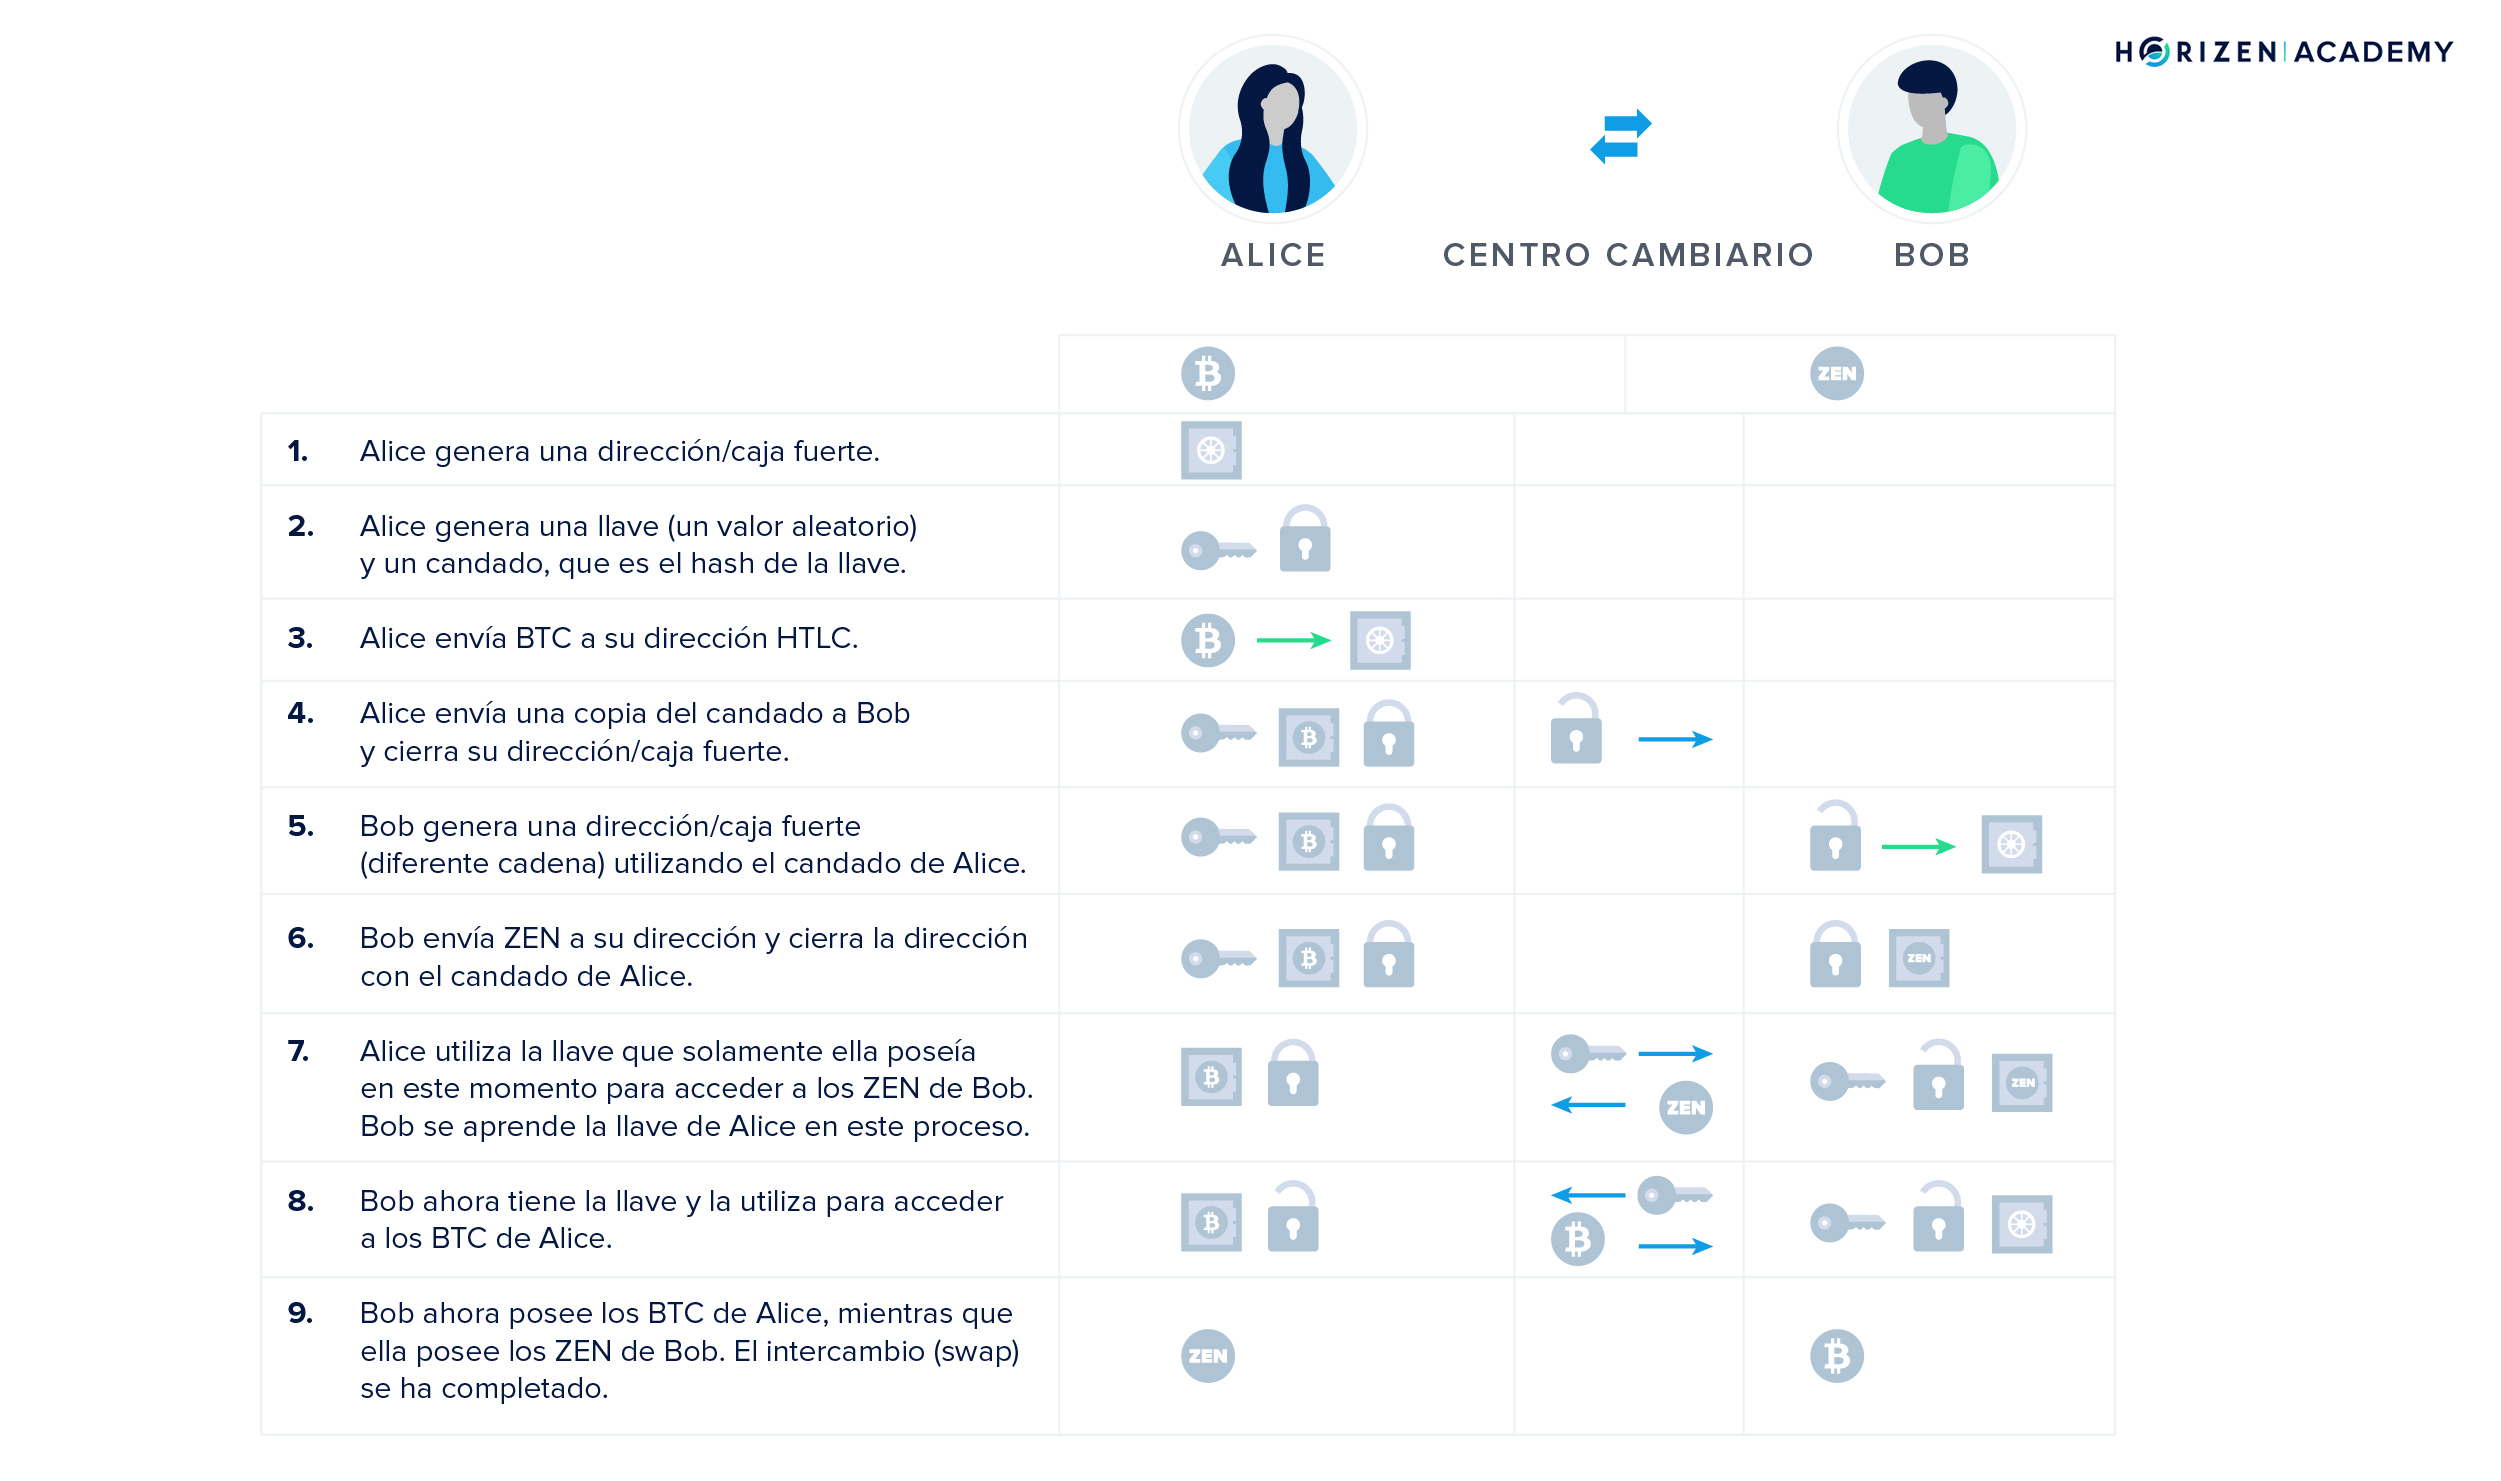 HORIZEN ACADEMY
ALICE
CENTRO CAMBIARIO
BOB
ZEN
1. Alice genera una dirección/caja fuerte.
2. Alice genera una llave (un valor aleatorio)
y un candado, que es el hash de la llave.
3. Alice envía BTC a su dirección HTLC.
4. Alice envía una copia del candado a Bob
y cierra su dirección/caja fuerte.
5. Bob genera una dirección/caja fuerte
(diferente cadena) utilizando el candado de Alice.
6. Bob envía ZEN a su dirección y cierra la dirección
con el candado de Alice.
ZEN
7. Alice utiliza la llave que solamente ella poseía
en este momento para acceder a los ZEN de Bob.
Bob se aprende la llave de Alice en este proceso.
ZEN
ZEN
8. Bob ahora tiene la llave y la utiliza para acceder
a los BTC de Alice.
9. Bob ahora posee los BTC de Alice, mientras que
ella posee los ZEN de Bob. El intercambio (swap)
se ha completado.
ZEN